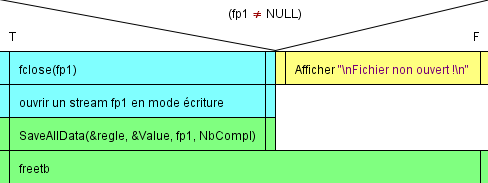 (fp1 ≠ NULL)
T F
fclose(fp1) Afficher "\nFichier non ouvert !\n"
ouvrir un stream fp1 en mode écriture
SaveAllData(&regle, &Value, fp1, NbCompl)
freetb